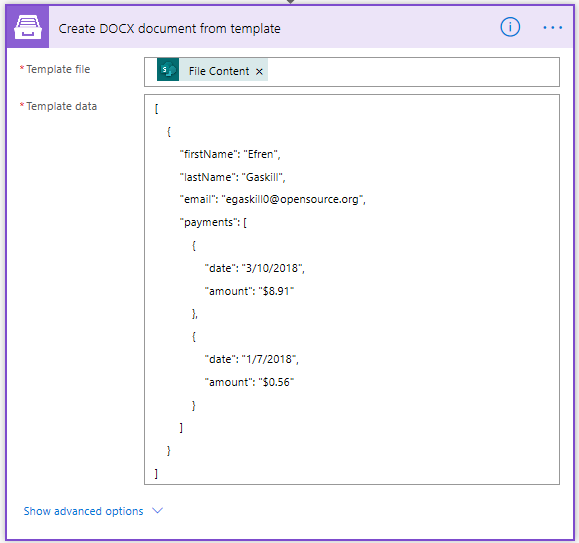 Create DOCX document from template
* Template file
File Content ×
* Template data
[
{
"firstName": "Efren",
"lastName": "Gaskill",
"email": "egaskill0@opensource.org",
"payments": [
{
"date": "3/10/2018",
"amount": "$8.91"
},
{
"date": "1/7/2018",
"amount": "$0.56"
}
]
}
]
Show advanced options